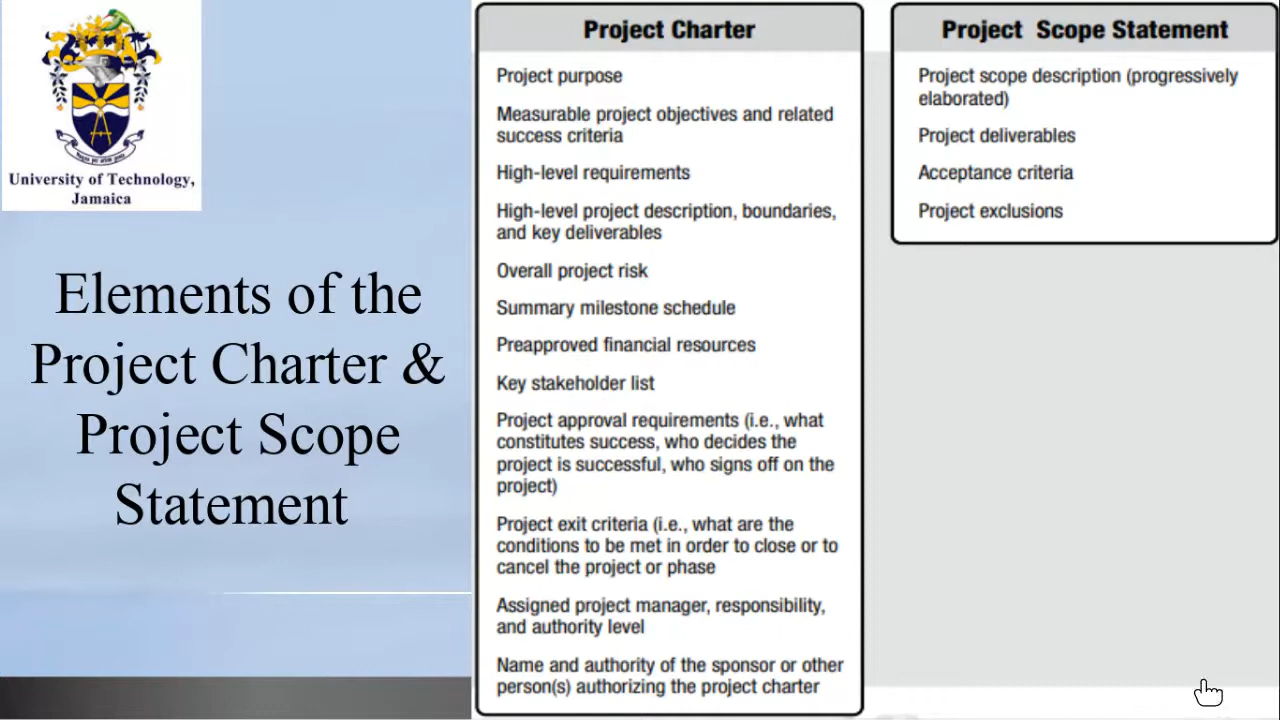 University of Technology,
Jamaica
Elements of the
Project Charter &
Project Scope
Statement
Project Charter
Project purpose
Measurable project objectives and related
success criteria
High-level requirements
High-level project description, boundaries,
and key deliverables
Overall project risk
Summary milestone schedule
Preapproved financial resources
Key stakeholder list
Project approval requirements (i.e., what
constitutes success, who decides the
project is successful, who signs off on the
project)
Project exit criteria (i.e., what are the
conditions to be met in order to close or to
cancel the project or phase
Assigned project manager, responsibility,
and authority level
Name and authority of the sponsor or other
person(s) authorizing the project charter
Project Scope Statement
Project scope description (progressively
elaborated)
Project deliverables
Acceptance criteria
Project exclusions